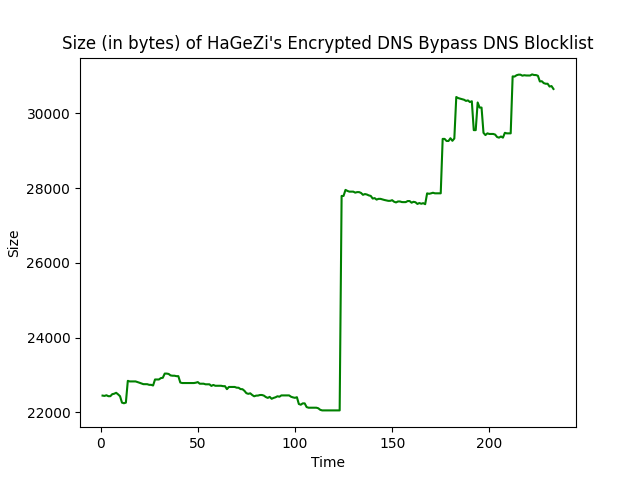 Size (in bytes) of HaGeZi's Encrypted DNS Bypass DNS Blocklist
30000
28000
26000
24000
22000
Size
0 50 100 150 200
Time